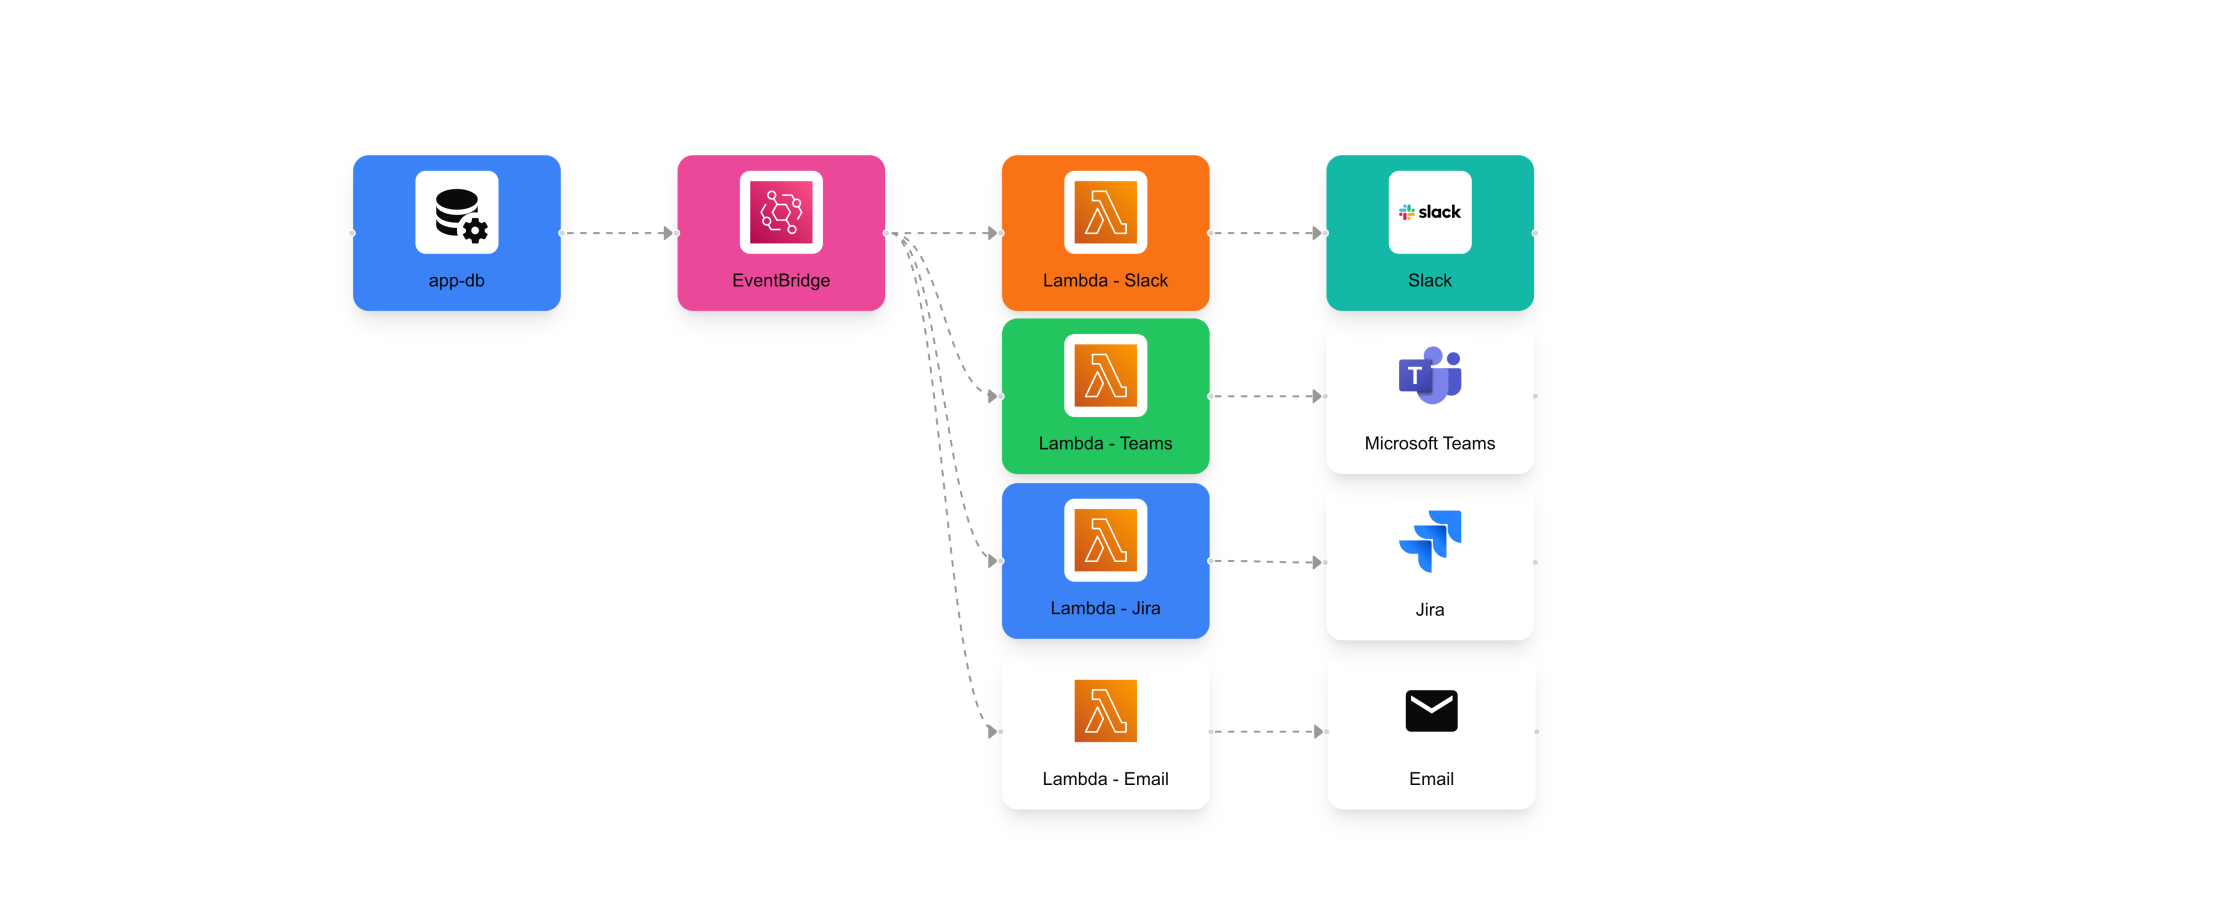 app-db
EventBridge
Lambda - Slack
slack
Slack
Lambda - Teams
T
Microsoft Teams
Lambda - Jira
Jira
Lambda - Email
Email